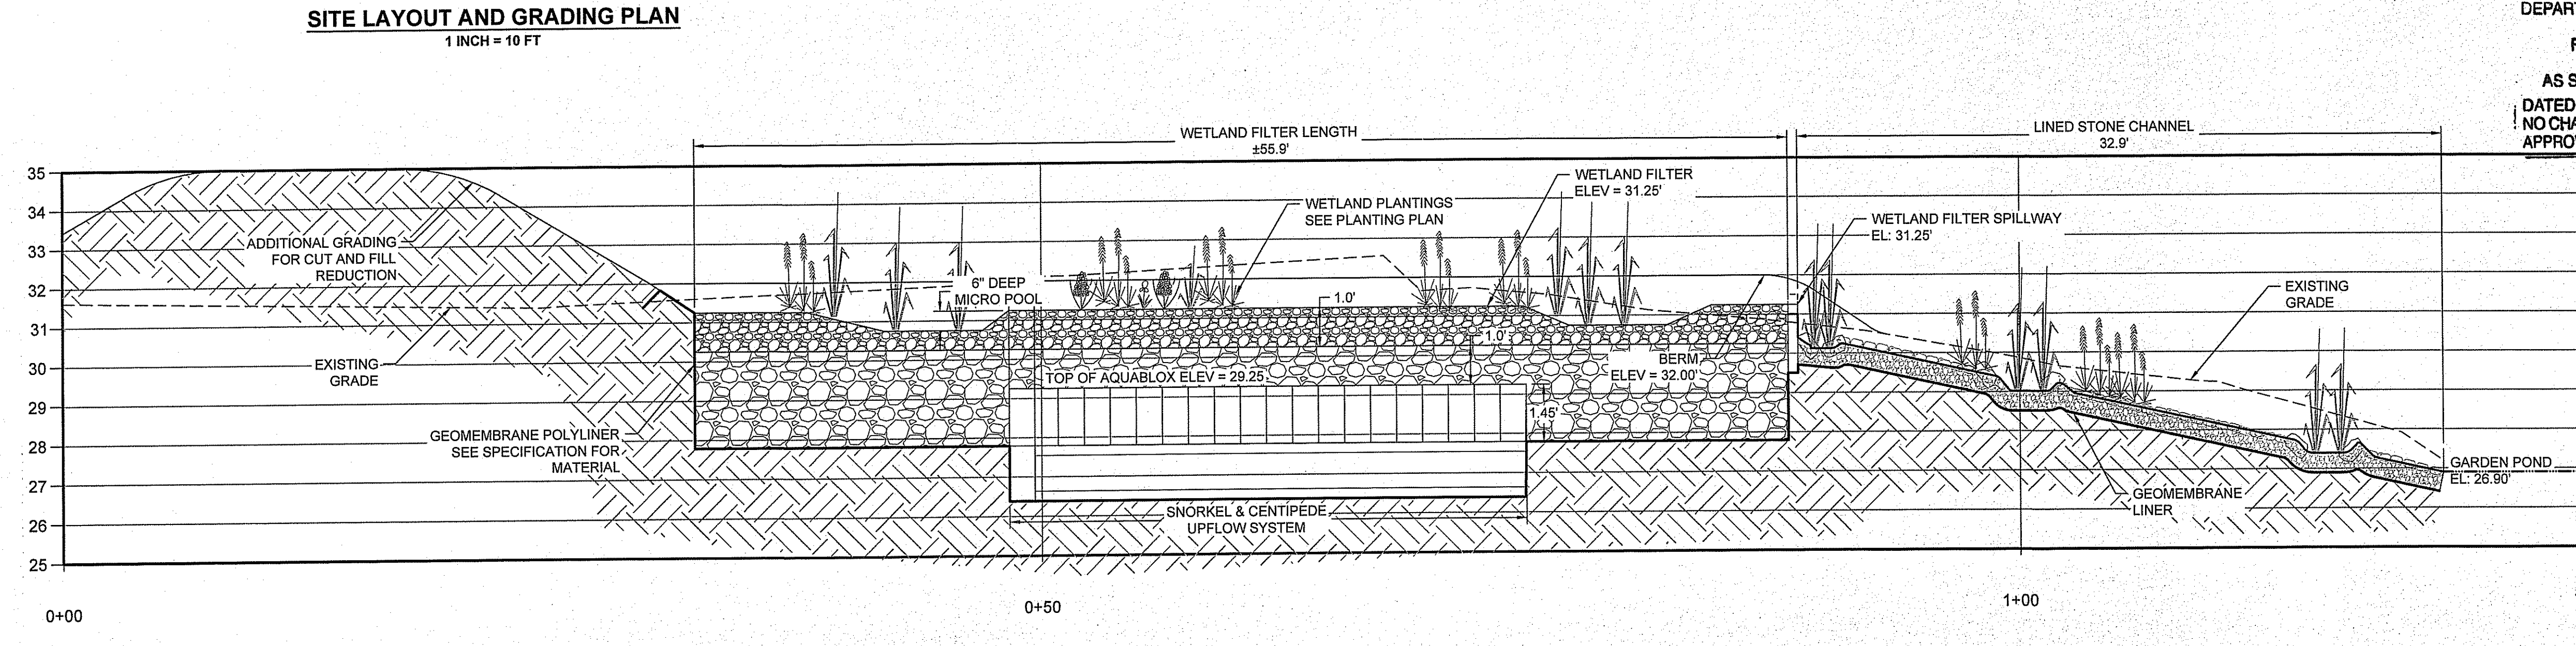 SITE LAYOUT AND GRADING PLAN
1 INCH = 10 FT
DEPAR
AS S
DATED
NO CHA
APPRO
WETLAND FILTER LENGTH
±55.9'
LINED STONE CHANNEL
32.9'
35
34
33
32
31
30
29
28
27
26
25
ADDITIONAL GRADING
FOR CUT AND FILL
REDUCTION
EXISTING
GRADE
GEOMEMBRANE POLYLINER
SEE SPECIFICATION FOR
MATERIAL
6" DEEP
MICRO POOL
WETLAND PLANTINGS
SEE PLANTING PLAN
WETLAND FILTER
ELEV = 31.25'
WETLAND FILTER SPILLWAY
EL: 31.25'
1.0'
1.0'
BERM
ELEV = 32.00'
TOP OF AQUABLOX ELEV = 29.25
1.45'
SNORKEL & CENTIPEDE
UPFLOW SYSTEM
EXISTING
GRADE
GEOMEMBRANE
LINER
GARDEN POND
EL: 26.90'
0+00
0+50
1+00